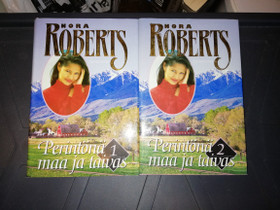 NORA
ROBERTS
Perintönä 1
maa ja taivas
NORA
ROBERTS
Perintönä 2
maa ja taivas